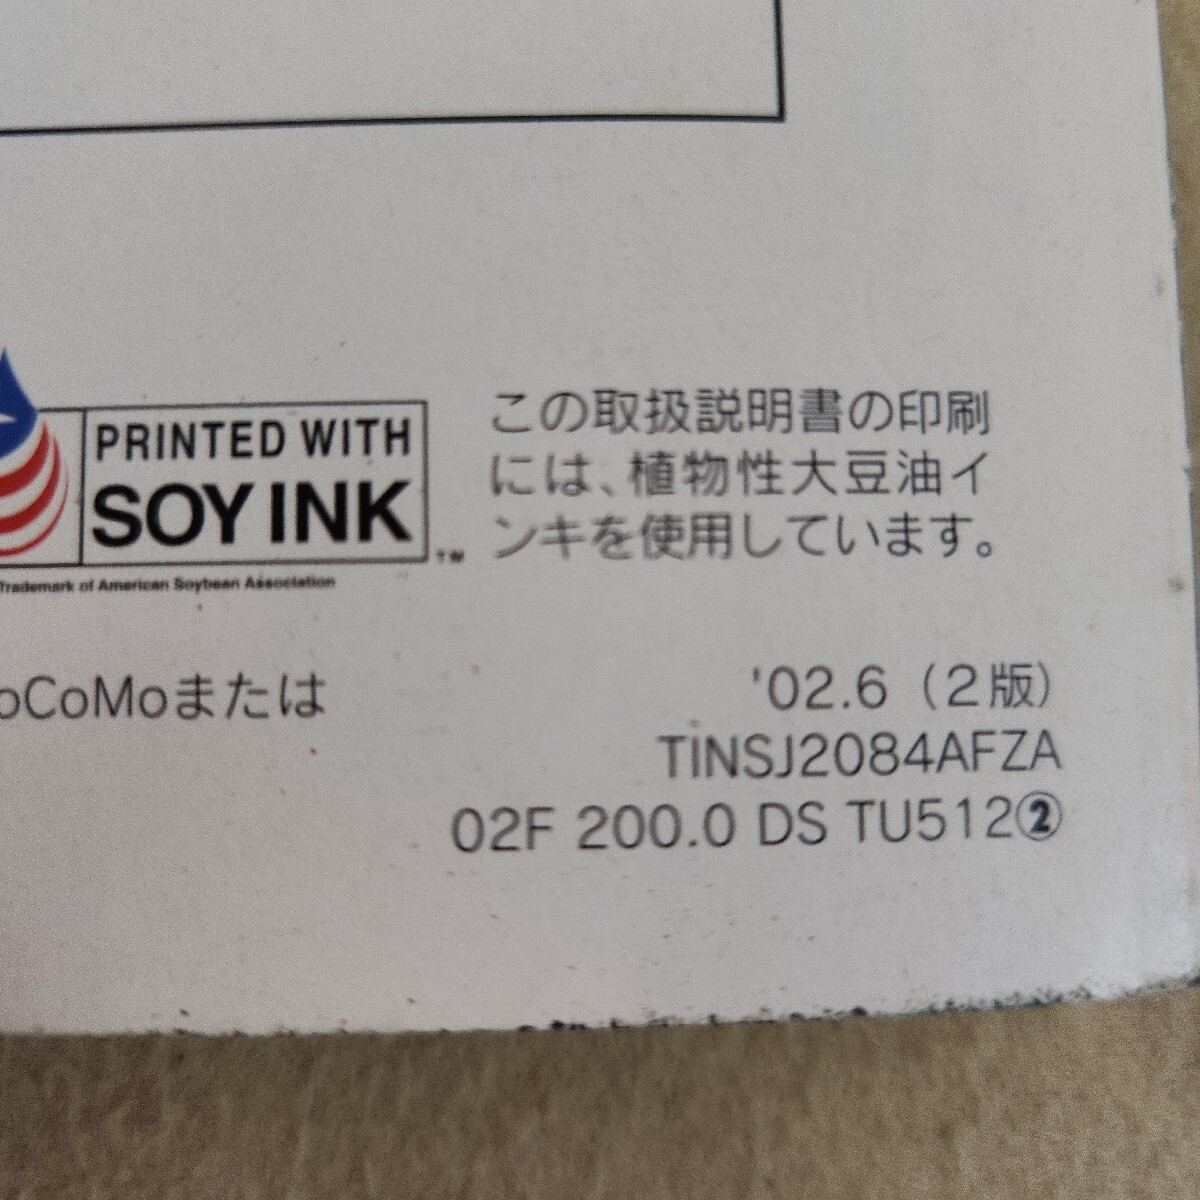 PRINTED WITH
SOY INK
TM
Trademark of American Soybean Association
この取扱説明書の印刷
には、植物性大豆油イ
ンキを使用しています。
oCoMoまたは
'02.6（2版）
TINSJ2084AFZA
02F 200.0 DS TU512②